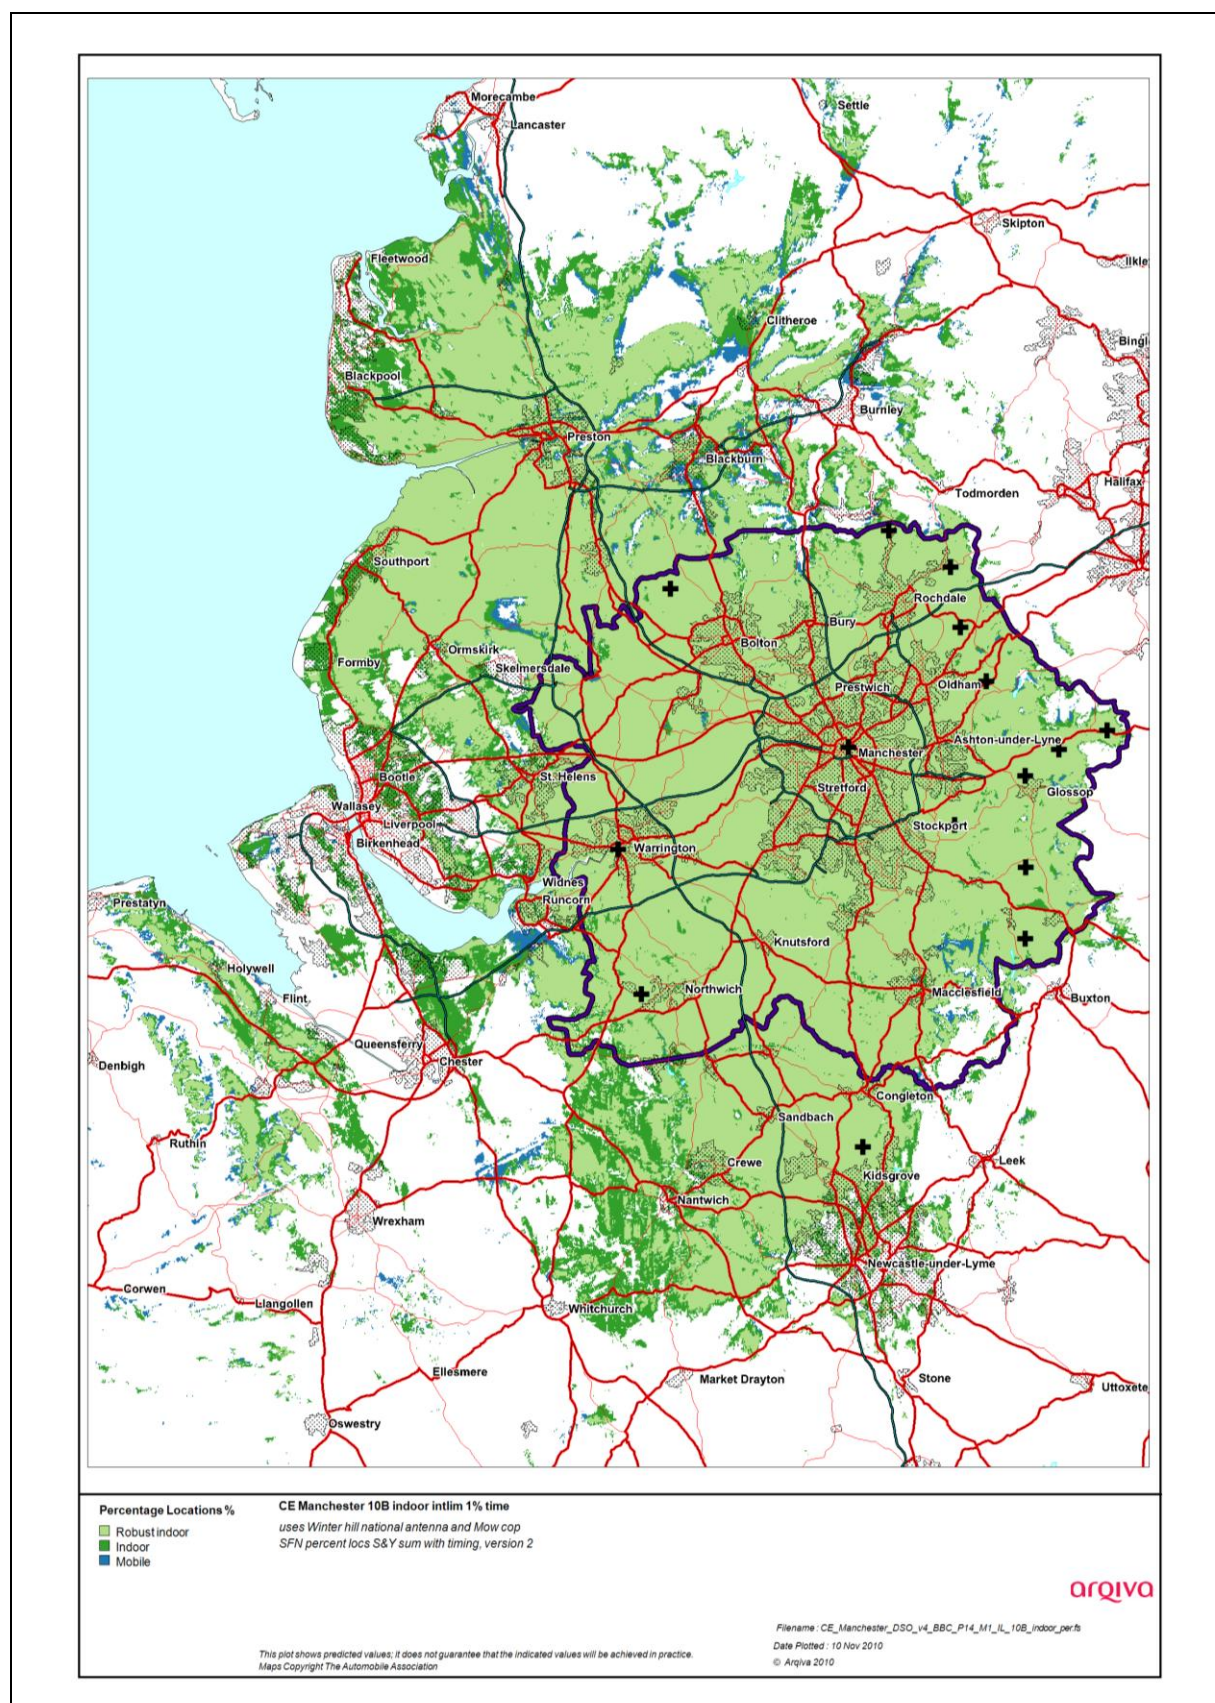 Morecambe
Lancaster
Settle
Skipton
Ilkle
Fleetwood
Clitheroe
Bingl
Blackpool
Burnley
Preston
Blackburn
Halifax
Todmorden
Southport
Rochdale
Bury
Bolton
Ormskirk
Formby
Skelmersdale
Prestwich
Oldham
Ashton-under-Lyne
Manchester
St. Helens
Bootle
Stretford
Glossop
Wallasey
Liverpool
Stockport
Birkenhead
Warrington
Widnes
Runcorn
Prestatyn
Knutsford
Holywell
Northwich
Macclesfield
Flint
Buxton
Queensferry
Chester
Denbigh
Congleton
Sandbach
Ruthin
Crewe
Leek
Kidsgrove
Nantwich
Wrexham
Newcastle-under-Lyme
Corwen
Llangollen
Whitchurch
Ellesmere
Market Drayton
Stone
Uttoxete
Oswestry
Percentage Locations %
Robust indoor
Indoor
Mobile
CE Manchester 10B indoor intlim 1% time
uses Winter hill national antenna and Mow cop
SFN percent locs S&Y sum with timing, version 2
arqiva
Filename : CE_Manchester_DSO_v4_BBC_P14_M1_IL_10B_indoor_per.fs
Date Plotted : 10 Nov 2010
© Arqiva 2010
This plot shows predicted values; it does not guarantee that the indicated values will be achieved in practice.
Maps Copyright The Automobile Association